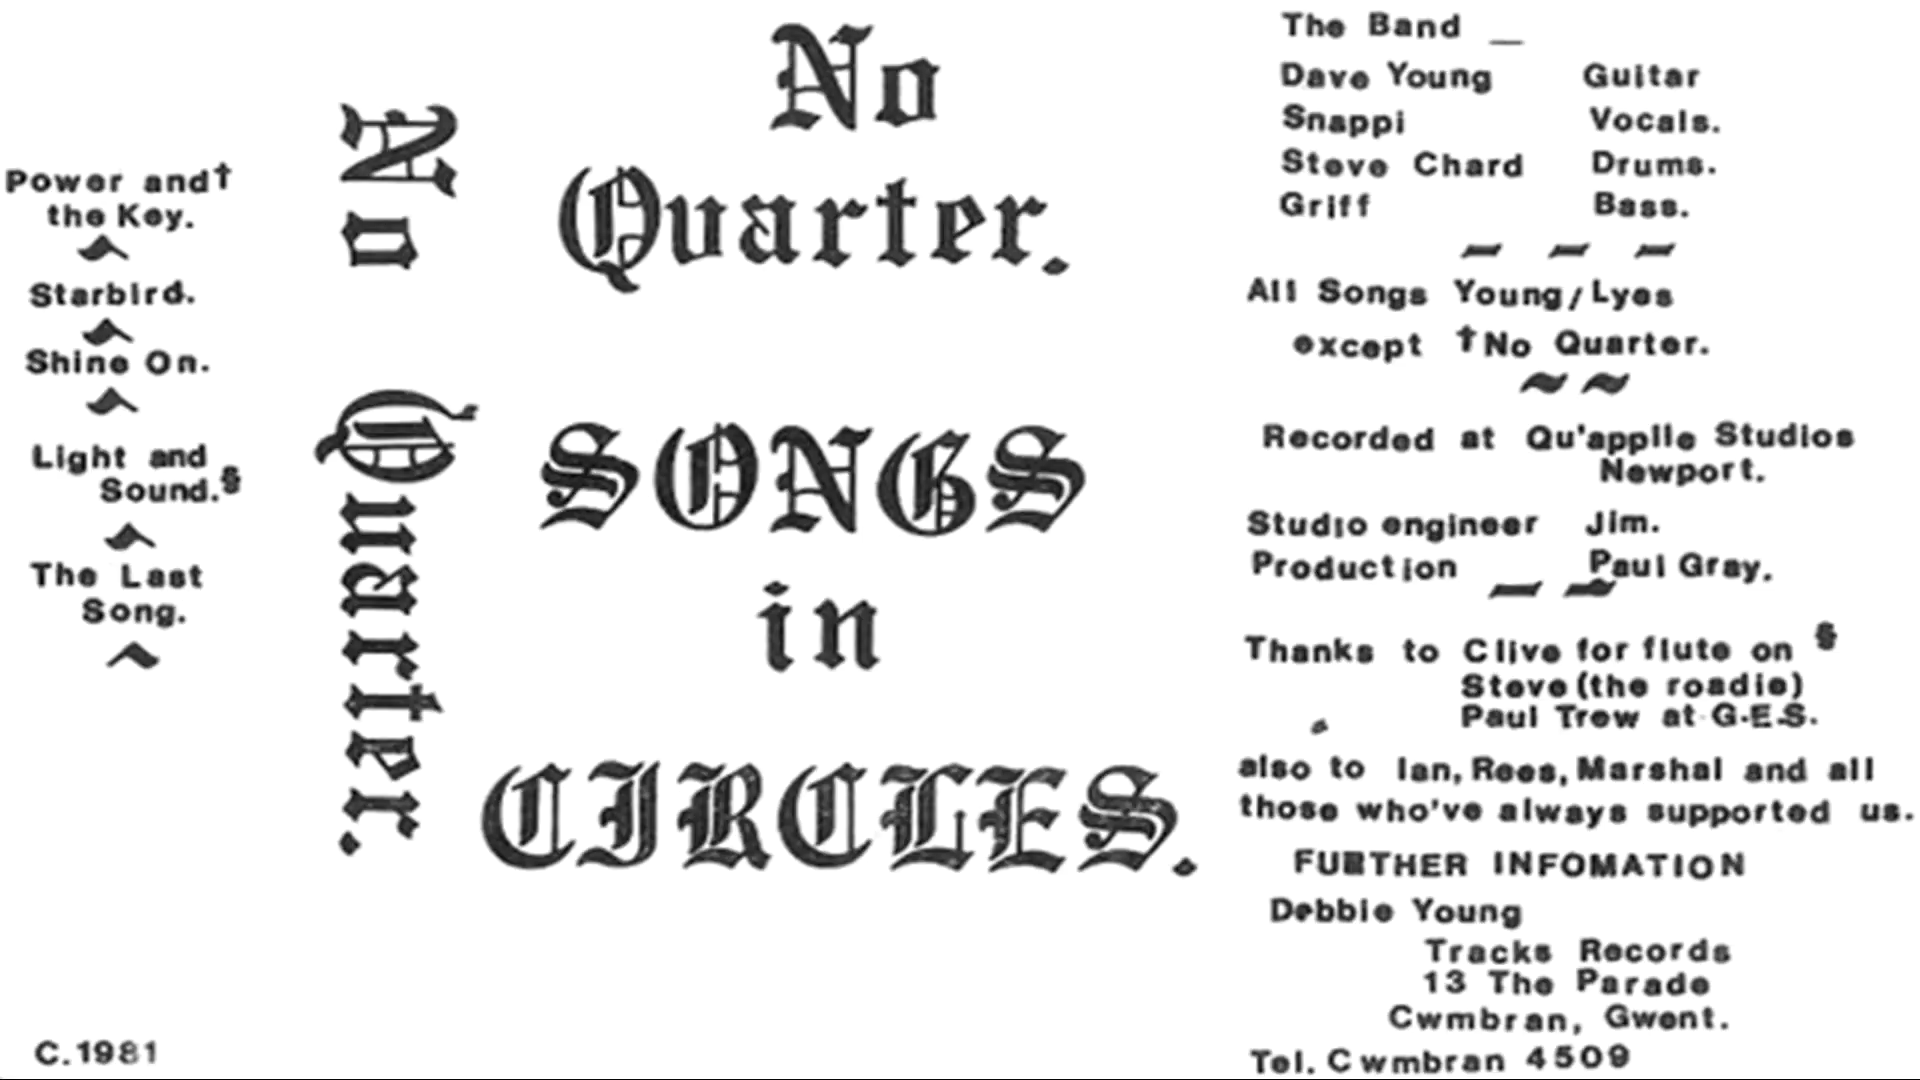 Power and†
the Key.
Starbird.
Shine On.
Light and
Sound.§
The Last
Song.
C.1981
No Quarter.
No
Quarter.
SONGS
in
CIRCLES.
The Band _
Dave Young Guitar
Snappi Vocals.
Steve Chard Drums.
Griff Bass.
All Songs Young/Lyes
except †No Quarter.
Recorded at Qu'applle Studios
Newport.
Studio engineer Jim.
Production Paul Gray.
Thanks to Clive for flute on §
Steve (the roadie)
Paul Trew at G.E.S.
also to Ian, Rees, Marshal and all
those who've always supported us.
FURTHER INFOMATION
Debbie Young
Tracks Records
13 The Parade
Cwmbran, Gwent.
Tel. Cwmbran 4509